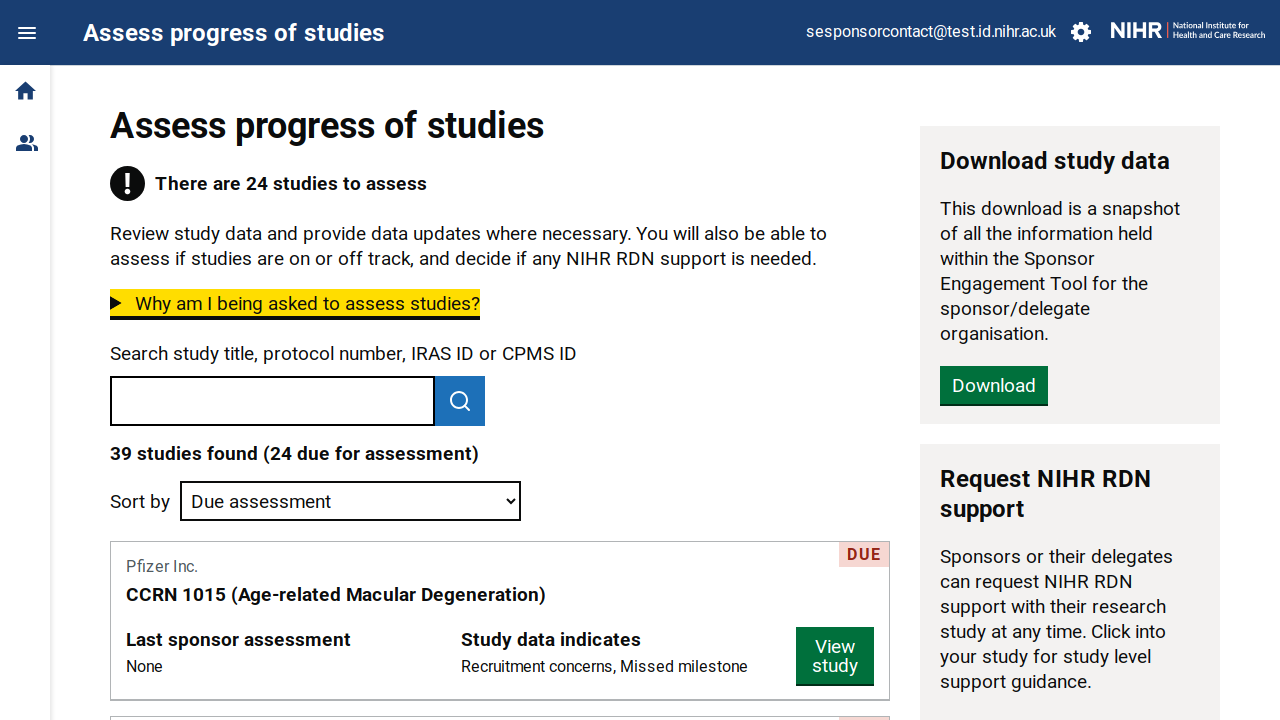 Assess progress of studies
sesponsorcontact@test.id.nihr.ac.uk
NIHR | National Institute for
Health and Care Research
Assess progress of studies
There are 24 studies to assess
Review study data and provide data updates where necessary. You will also be able to
assess if studies are on or off track, and decide if any NIHR RDN support is needed.
Why am I being asked to assess studies?
Search study title, protocol number, IRAS ID or CPMS ID
39 studies found (24 due for assessment)
Sort by
Due assessment
DUE
Pfizer Inc.
CCRN 1015 (Age-related Macular Degeneration)
Last sponsor assessment
None
Study data indicates
Recruitment concerns, Missed milestone
View
study
Download study data
This download is a snapshot
of all the information held
within the Sponsor
Engagement Tool for the
sponsor/delegate
organisation.
Download
Request NIHR RDN
support
Sponsors or their delegates
can request NIHR RDN
support with their research
study at any time. Click into
your study for study level
support guidance.